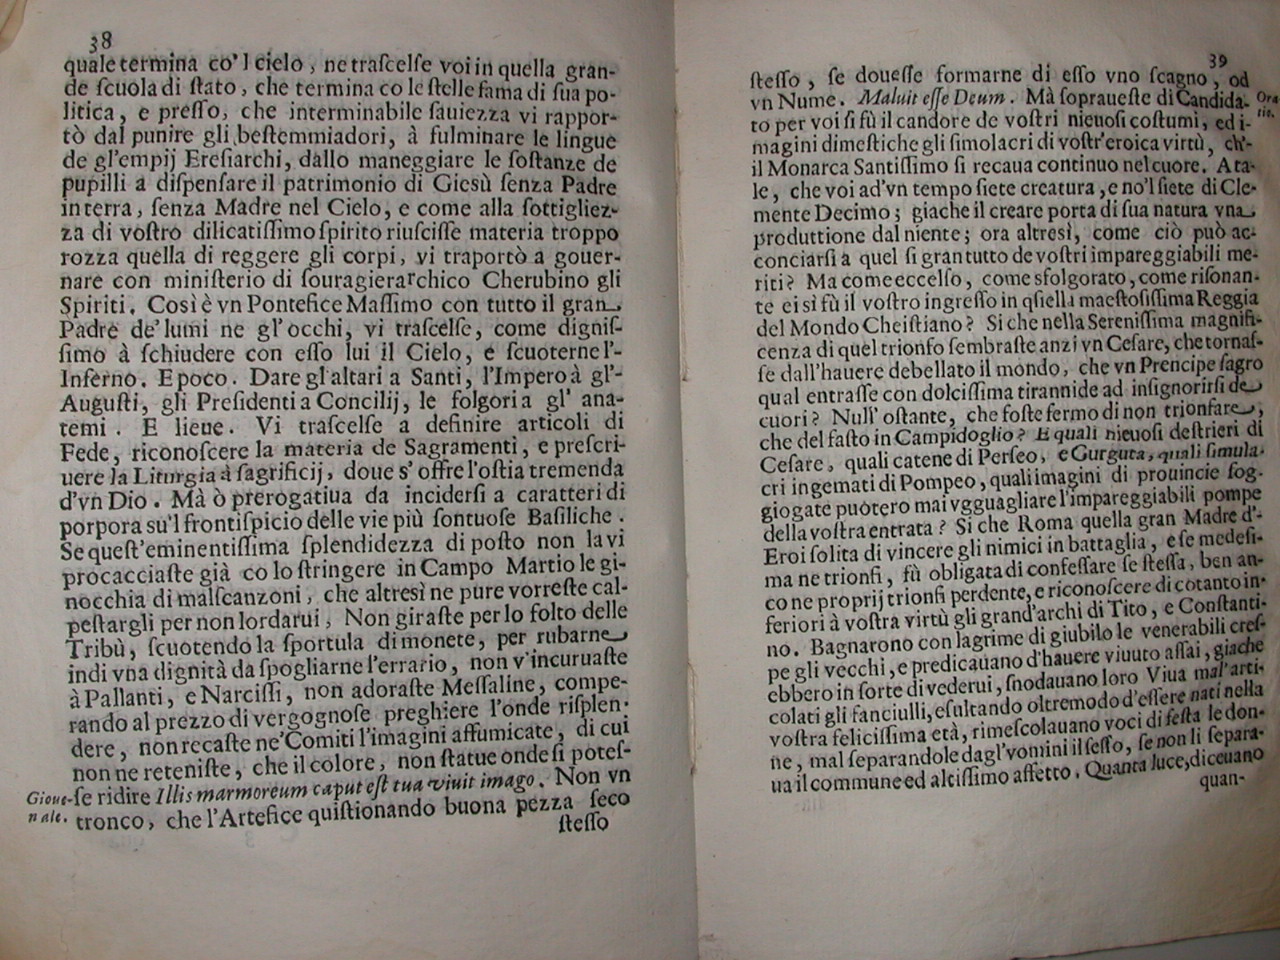 38
quale termina co'l cielo, ne trascelse voi in quella gran-
de scuola di stato, che termina co le stelle fama di sua po-
litica, e presso, che interminabile sauiezza vi rappor-
tò dal punire gli bestemmiadori, à fulminare le lingue
de gl'empij Eresiarchi, dallo maneggiare le sostanze de
pupilli a dispensare il patrimonio di Giesù senza Padre
in terra, senza Madre nel Cielo, e come alla sottigliez-
za di vostro dilicatissimo spirito riuscisse materia troppo
rozza quella di reggere gli corpi, vi traportò a gouer-
nare con ministerio di souragierarchico Cherubino gli
Spiriti. Così è vn Pontefice Massimo con tutto il gran
Padre de'lumi ne gl'occhi, vi trascelse, come dignis-
simo à schiudere con esso lui il Cielo, e scuoterne l'-
Inferno. E poco. Dare gl'altari a Santi, l'Impero à gl'-
Augusti, gli Presidenti a Concilij, le folgori a gl' ana-
temi. E lieue. Vi trascelse a definire articoli di
Fede, riconoscere la materia de Sagramenti, e prescri-
uere la Liturgia à sagrificij, doue s'offre l'ostia tremenda
d'vn Dio. Mà ò prerogatiua da incidersi a caratteri di
porpora su'l frontispicio delle vie più sontuose Basiliche.
Se quest'eminentissima splendidezza di posto non la vi
procacciaste già co lo stringere in Campo Martio le gi-
nocchia di malscanzoni, che altresì ne pure vorreste cal-
pestargli per non lordarui, Non giraste per lo folto delle
Tribù, scuotendo la sportula di monete, per rubarne
indi vna dignità da spogliarne l'errario, non v'incuruaste
à Pallanti, e Narcissi, non adoraste Messaline, compe-
rando al prezzo di vergognose preghiere l'onde risplen-
dere, non recaste ne'Comiti l'imagini affumicate, di cui
non ne reteniste, che il colore, non statue onde si potes-
se ridire Illis marmoreum caput est tua viuit imago. Non vn
Gioue-
nale.
tronco, che l'Artefice quistionando buona pezza seco
stesso
39
stesso, se douesse formarne di esso vno scagno, od
vn Nume. Maluit esse Deum. Mà sopraueste di Candida-
Ora
tio.
to per voi si fù il candore de vostri nieuosi costumi, ed i-
magini dimestiche gli simolacri di vostr'eroica virtù, ch'-
il Monarca Santissimo si recaua continuo nel cuore. A ta-
le, che voi ad'vn tempo siete creatura, e no'l siete di Cle-
mente Decimo; giache il creare porta di sua natura vna
produttione dal niente; ora altresì, come ciò può ac-
conciarsi a quel si gran tutto de vostri impareggiabili me-
riti? Ma come eccelso, come sfolgorato, come risonan-
te ei si fù il vostro ingresso in qsiella maestosissima Reggia
del Mondo Cheistiano? Si che nella Serenissima magnifi-
cenza di quel trionfo sembraste anzi vn Cesare, che tornas-
se dall'hauere debellato il mondo, che vn Prencipe sagro
qual entrasse con dolcissima tirannide ad insignorirsi de
cuori? Null'ostante, che foste fermo di non trionfare,
che del fasto in Campidoglio? E quali nieuosi destrieri di
Cesare, quali catene di Perseo, e Gurguta, quali simula-
cri ingemati di Pompeo, quali imagini di prouincie sog-
giogate puotero mai vgguagliare l'impareggiabili pompe
della vostra entrata? Si che Roma quella gran Madre d'-
Eroi solita di vincere gli nimici in battaglia, e se medesi-
ma ne trionfi, fù obligata di confessare se stessa, ben an-
co ne proprij trionfi perdente, e riconoscere di cotanto in-
feriori à vostra virtù gli grand'archi di Tito, e Constanti-
no. Bagnarono con lagrime di giubilo le venerabili cres-
pe gli vecchi, e predicauano d'hauere viuuto assai, giache
ebbero in sorte di vederui, snodauano loro Viua mal'arti-
colati gli fanciulli, esultando oltremodo d'essere nati nella
vostra felicissima età, rimescolauano voci di festa le don-
ne, mal separandole dagl'vomini il sesso, se non li separa-
ua il commune ed altissimo affetto. Quanta luce, diceuano
quan-